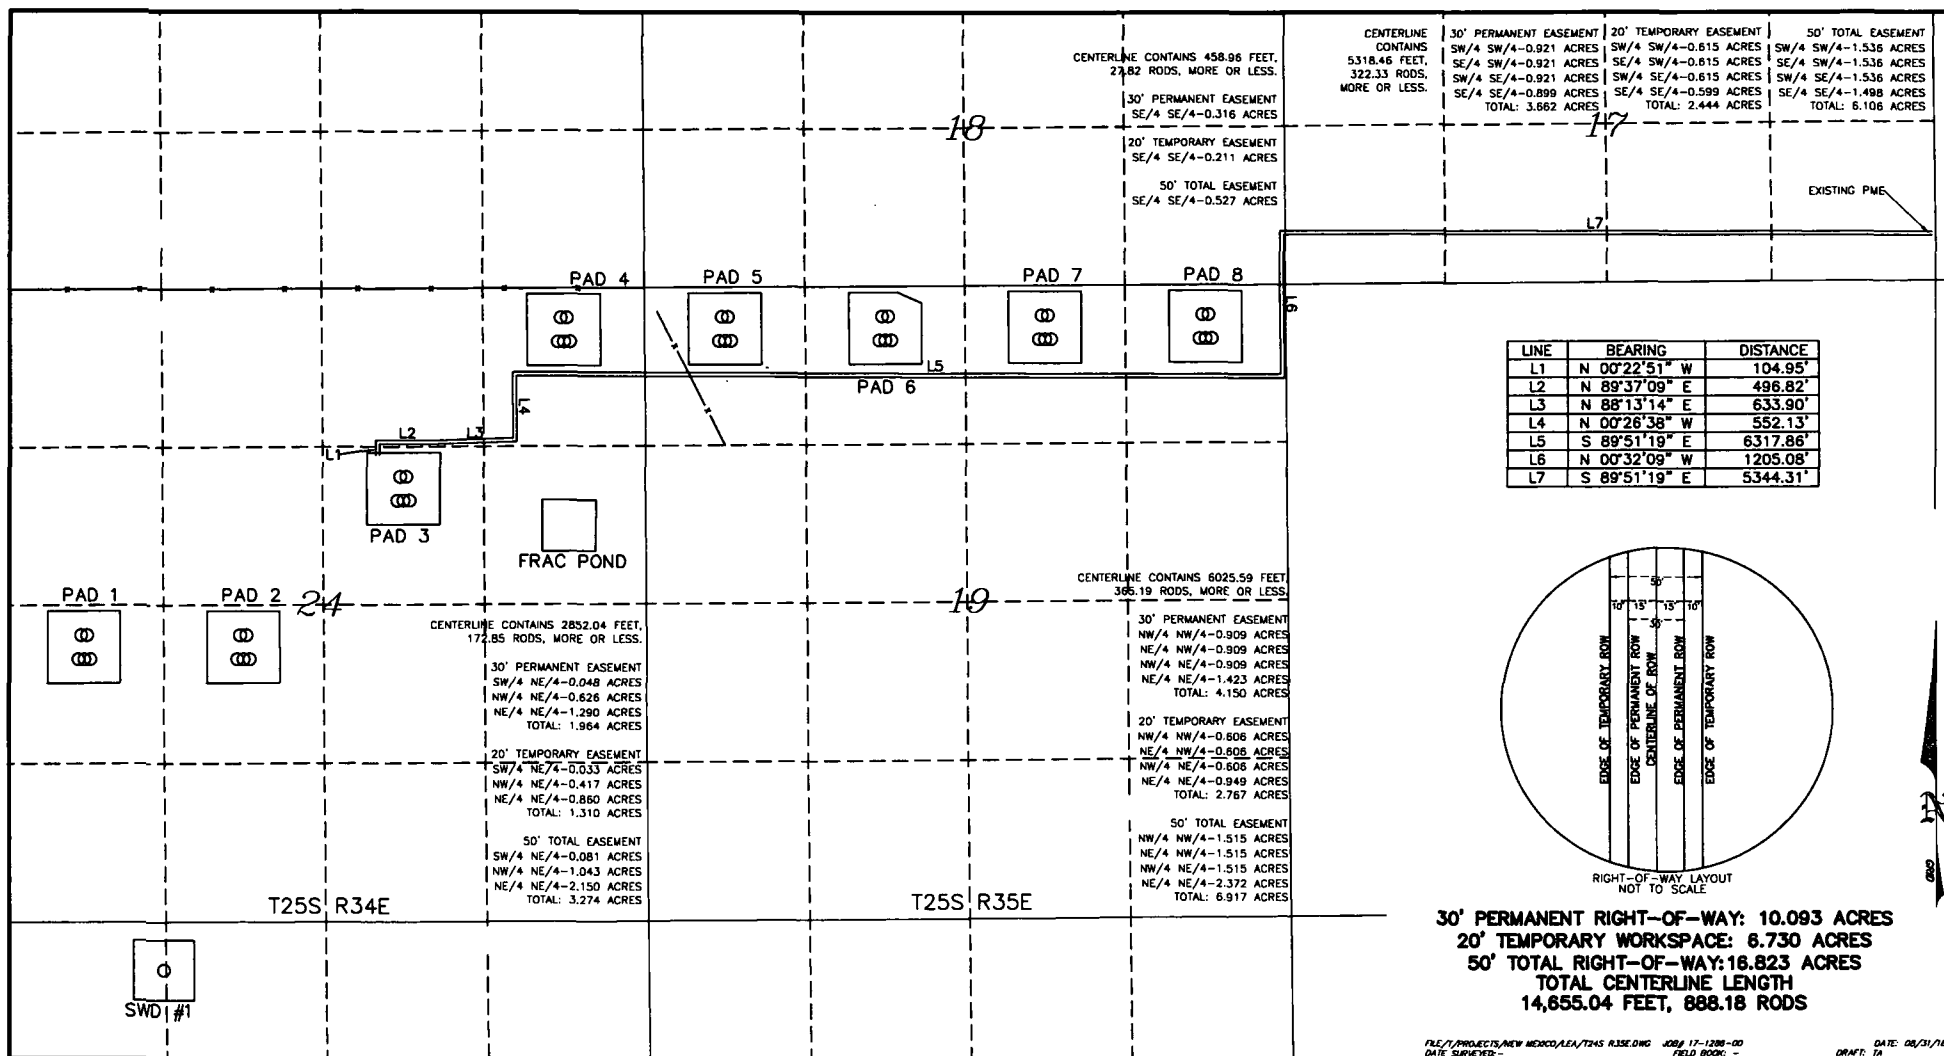 CENTERLINE CONTAINS 458.96 FEET,
27.82 RODS, MORE OR LESS.
30' PERMANENT EASEMENT
SE/4 SE/4-0.316 ACRES
20' TEMPORARY EASEMENT
SE/4 SE/4-0.211 ACRES
50' TOTAL EASEMENT
SE/4 SE/4-0.527 ACRES
CENTERLINE
CONTAINS
5318.46 FEET,
322.33 RODS,
MORE OR LESS.
30' PERMANENT EASEMENT
SW/4 SW/4-0.921 ACRES
SE/4 SW/4-0.921 ACRES
SW/4 SE/4-0.921 ACRES
SE/4 SE/4-0.899 ACRES
TOTAL: 3.662 ACRES
20' TEMPORARY EASEMENT
SW/4 SW/4-0.615 ACRES
SE/4 SW/4-0.615 ACRES
SW/4 SE/4-0.615 ACRES
SE/4 SE/4-0.599 ACRES
TOTAL: 2.444 ACRES
50' TOTAL EASEMENT
SW/4 SW/4-1.536 ACRES
SE/4 SW/4-1.536 ACRES
SW/4 SE/4-1.536 ACRES
SE/4 SE/4-1.498 ACRES
TOTAL: 6.106 ACRES
18
17
EXISTING PME
L7
PAD 4
PAD 5
PAD 7
PAD 8
L6
L5
PAD 6
L4
L2
L3
L1
PAD 3
FRAC POND
LINE BEARING DISTANCE
L1 N 00°22'51" W 104.95'
L2 N 89°37'09" E 496.82'
L3 N 88°13'14" E 633.90'
L4 N 00°26'38" W 552.13'
L5 S 89°51'19" E 6317.86'
L6 N 00°32'09" W 1205.08'
L7 S 89°51'19" E 5344.31'
PAD 1
PAD 2
24
19
CENTERLINE CONTAINS 2852.04 FEET,
172.85 RODS, MORE OR LESS.
30' PERMANENT EASEMENT
SW/4 NE/4-0.048 ACRES
NW/4 NE/4-0.626 ACRES
NE/4 NE/4-1.290 ACRES
TOTAL: 1.964 ACRES
20' TEMPORARY EASEMENT
SW/4 NE/4-0.033 ACRES
NW/4 NE/4-0.417 ACRES
NE/4 NE/4-0.860 ACRES
TOTAL: 1.310 ACRES
50' TOTAL EASEMENT
SW/4 NE/4-0.081 ACRES
NW/4 NE/4-1.043 ACRES
NE/4 NE/4-2.150 ACRES
TOTAL: 3.274 ACRES
CENTERLINE CONTAINS 6025.59 FEET,
365.19 RODS, MORE OR LESS.
30' PERMANENT EASEMENT
NW/4 NW/4-0.909 ACRES
NE/4 NW/4-0.909 ACRES
NW/4 NE/4-0.909 ACRES
NE/4 NE/4-1.423 ACRES
TOTAL: 4.150 ACRES
20' TEMPORARY EASEMENT
NW/4 NW/4-0.606 ACRES
NE/4 NW/4-0.606 ACRES
NW/4 NE/4-0.606 ACRES
NE/4 NE/4-0.949 ACRES
TOTAL: 2.767 ACRES
50' TOTAL EASEMENT
NW/4 NW/4-1.515 ACRES
NE/4 NW/4-1.515 ACRES
NW/4 NE/4-1.515 ACRES
NE/4 NE/4-2.372 ACRES
TOTAL: 6.917 ACRES
50'
10' 15' 15' 10'
30'
EDGE OF TEMPORARY ROW
EDGE OF PERMANENT ROW
CENTERLINE OF ROW
EDGE OF PERMANENT ROW
EDGE OF TEMPORARY ROW
RIGHT-OF-WAY LAYOUT
NOT TO SCALE
GRID
T25S R34E
T25S R35E
SWD #1
30' PERMANENT RIGHT-OF-WAY: 10.093 ACRES
20' TEMPORARY WORKSPACE: 6.730 ACRES
50' TOTAL RIGHT-OF-WAY: 16.823 ACRES
TOTAL CENTERLINE LENGTH
14,655.04 FEET, 888.18 RODS
FILE/T/PROJECTS/NEW MEXICO/LEA/T24S R35E.DWG JOB# 17-1286-00 DATE: 08/31/18
DATE SURVEYED:- FIELD BOOK: - DRAFT: TA